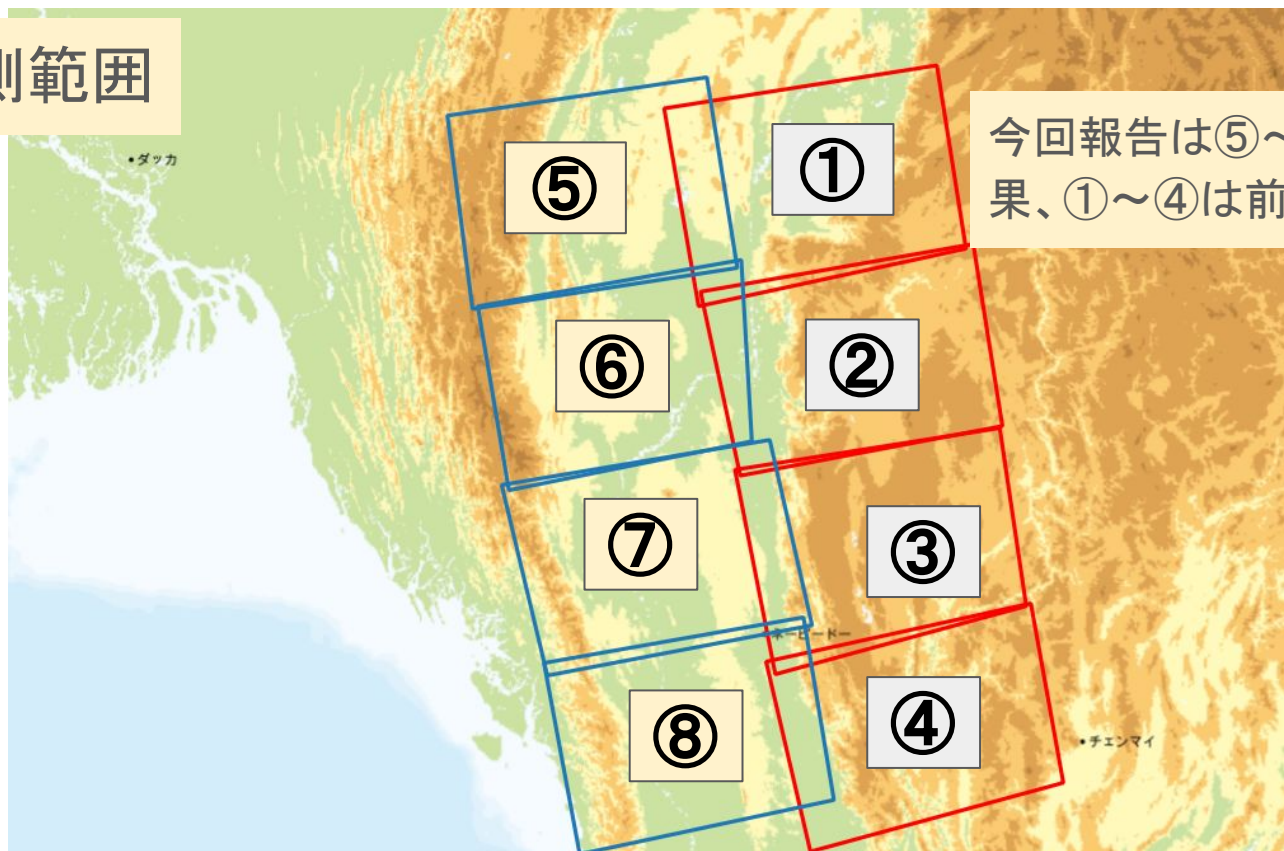 測範囲
ダッカ
今回報告は⑤～
果、①～④は前
⑤
①
⑥
②
⑦
③
ネーピードー
⑧
④
チェンマイ